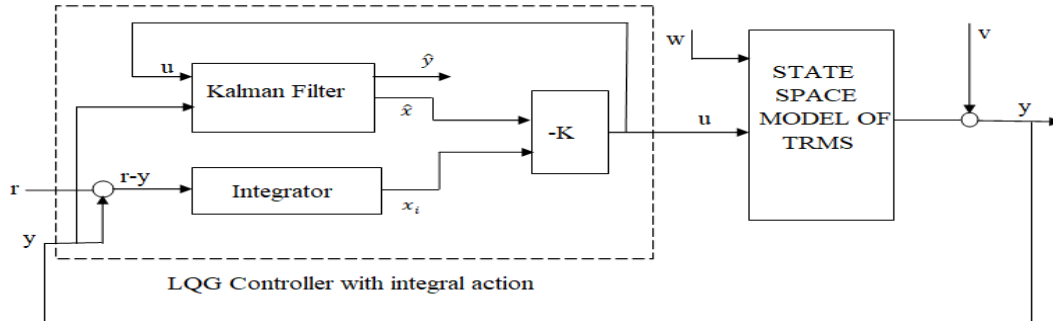 u
Kalman Filter
ŷ
x̂
-K
u
w
STATE
SPACE
MODEL OF
TRMS
v
y
r
r-y
Integrator
xᵢ
y
LQG Controller with integral action